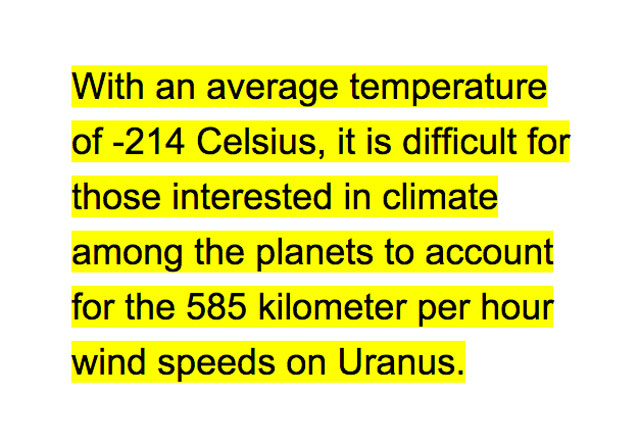 With an average temperature
of -214 Celsius, it is difficult for
those interested in climate
among the planets to account
for the 585 kilometer per hour
wind speeds on Uranus.